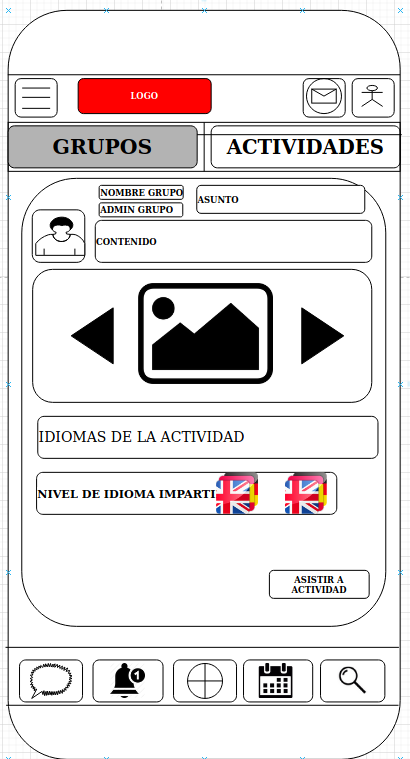 LOGO
GRUPOS
ACTIVIDADES
NOMBRE GRUPO
ASUNTO
ADMIN GRUPO
CONTENIDO
IDIOMAS DE LA ACTIVIDAD
NIVEL DE IDIOMA IMPARTI
ASISTIR A
ACTIVIDAD
1